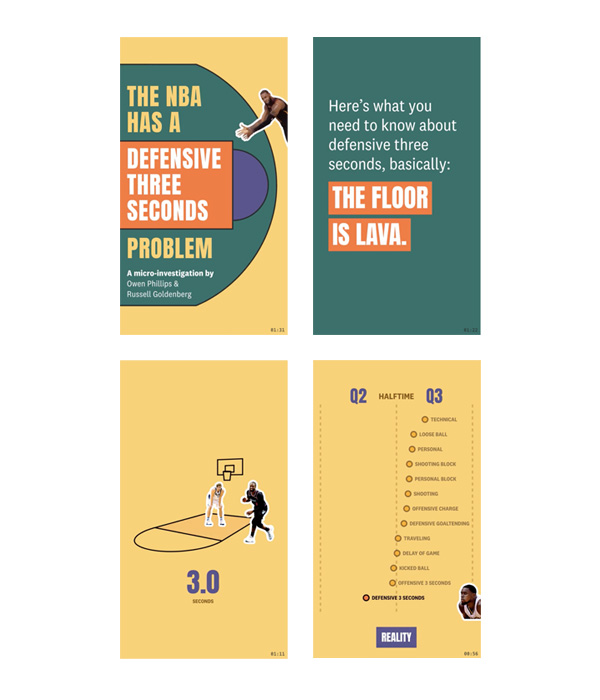 THE NBA
HAS A
DEFENSIVE
THREE
SECONDS
PROBLEM
A micro-investigation by
Owen Phillips &
Russell Goldenberg
01:31
Here's what you
need to know about
defensive three
seconds, basically:
THE FLOOR
IS LAVA.
3.0
SECONDS
01:11
Q2 HALFTIME Q3
TECHNICAL
LOOSE BALL
PERSONAL
SHOOTING BLOCK
PERSONAL BLOCK
SHOOTING
OFFENSIVE CHARGE
DEFENSIVE GOALTENDING
TRAVELING
DELAY OF GAME
KICKED BALL
OFFENSIVE 3 SECONDS
DEFENSIVE 3 SECONDS
REALITY
00:56